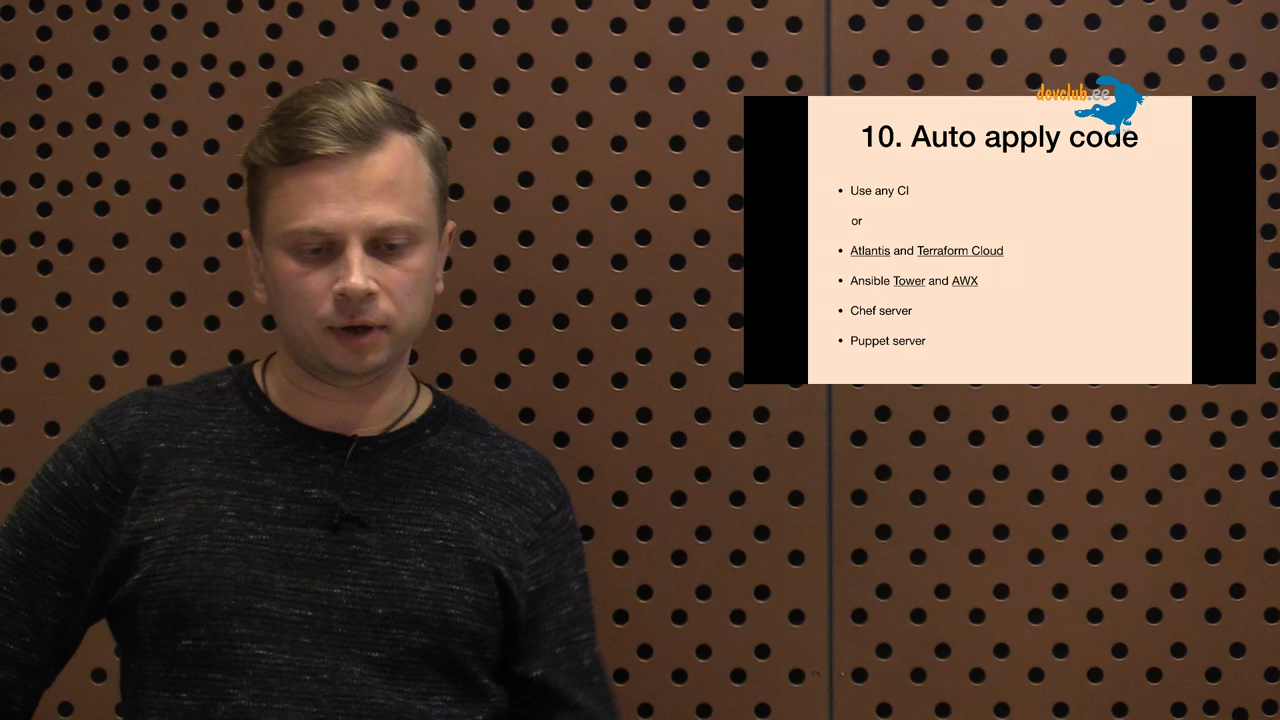 devclub.ee
10. Auto apply code
• Use any CI
or
• Atlantis and Terraform Cloud
• Ansible Tower and AWX
• Chef server
• Puppet server